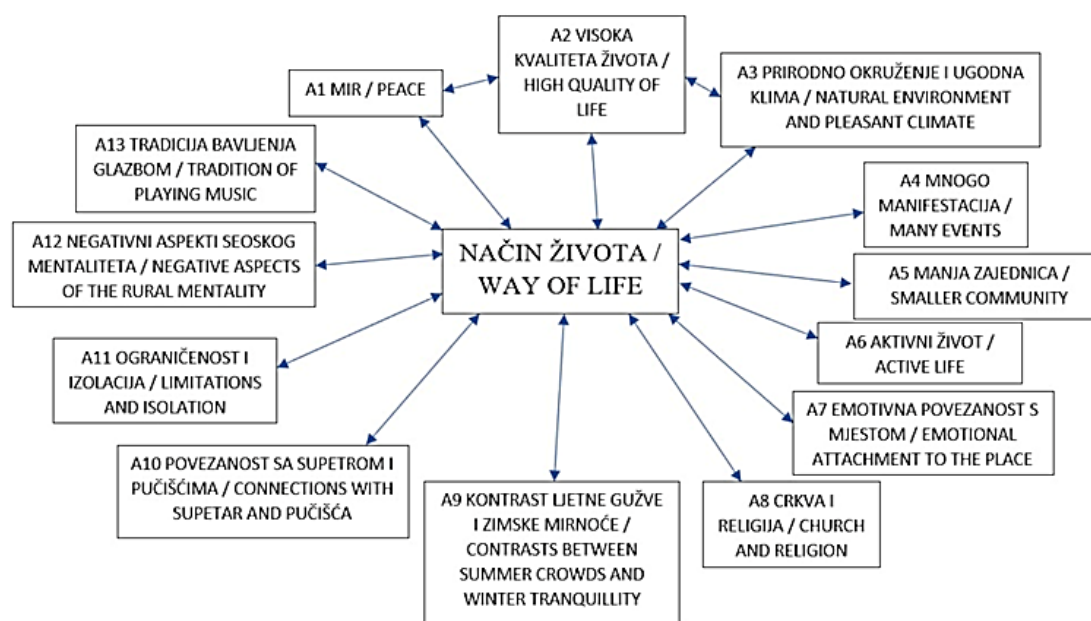 A1 MIR / PEACE
A2 VISOKA
KVALITETA ŽIVOTA /
HIGH QUALITY OF
LIFE
A3 PRIRODNO OKRUŽENJE I UGODNA
KLIMA / NATURAL ENVIRONMENT
AND PLEASANT CLIMATE
A4 MNOGO
MANIFESTACIJA /
MANY EVENTS
A5 MANJA ZAJEDNICA /
SMALLER COMMUNITY
A6 AKTIVNI ŽIVOT /
ACTIVE LIFE
A7 EMOTIVNA POVEZANOST S
MJESTOM / EMOTIONAL
ATTACHMENT TO THE PLACE
A8 CRKVA I
RELIGIJA / CHURCH
AND RELIGION
A9 KONTRAST LJETNE GUŽVE
I ZIMSKE MIRNOĆE /
CONTRASTS BETWEEN
SUMMER CROWDS AND
WINTER TRANQUILLITY
A10 POVEZANOST SA SUPETROM I
PUČIŠĆIMA / CONNECTIONS WITH
SUPETAR AND PUČIŠĆA
A11 OGRANIČENOST I
IZOLACIJA / LIMITATIONS
AND ISOLATION
A12 NEGATIVNI ASPEKTI SEOSKOG
MENTALITETA / NEGATIVE ASPECTS
OF THE RURAL MENTALITY
A13 TRADICIJA BAVLJENJA
GLAZBOM / TRADITION OF
PLAYING MUSIC
NAČIN ŽIVOTA /
WAY OF LIFE